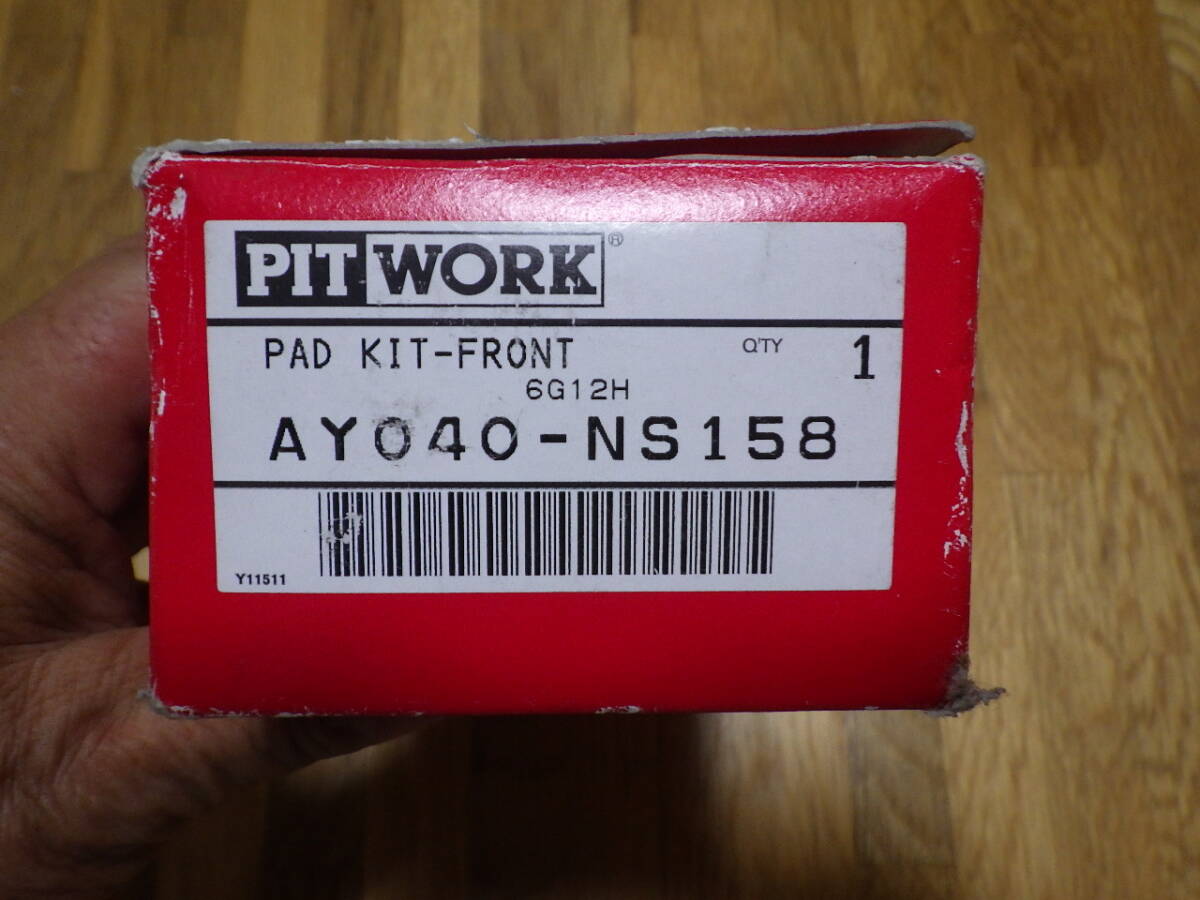 PIT WORK ®
PAD KIT-FRONT Q'TY 1
6G12H
AY040-NS158
Y11511